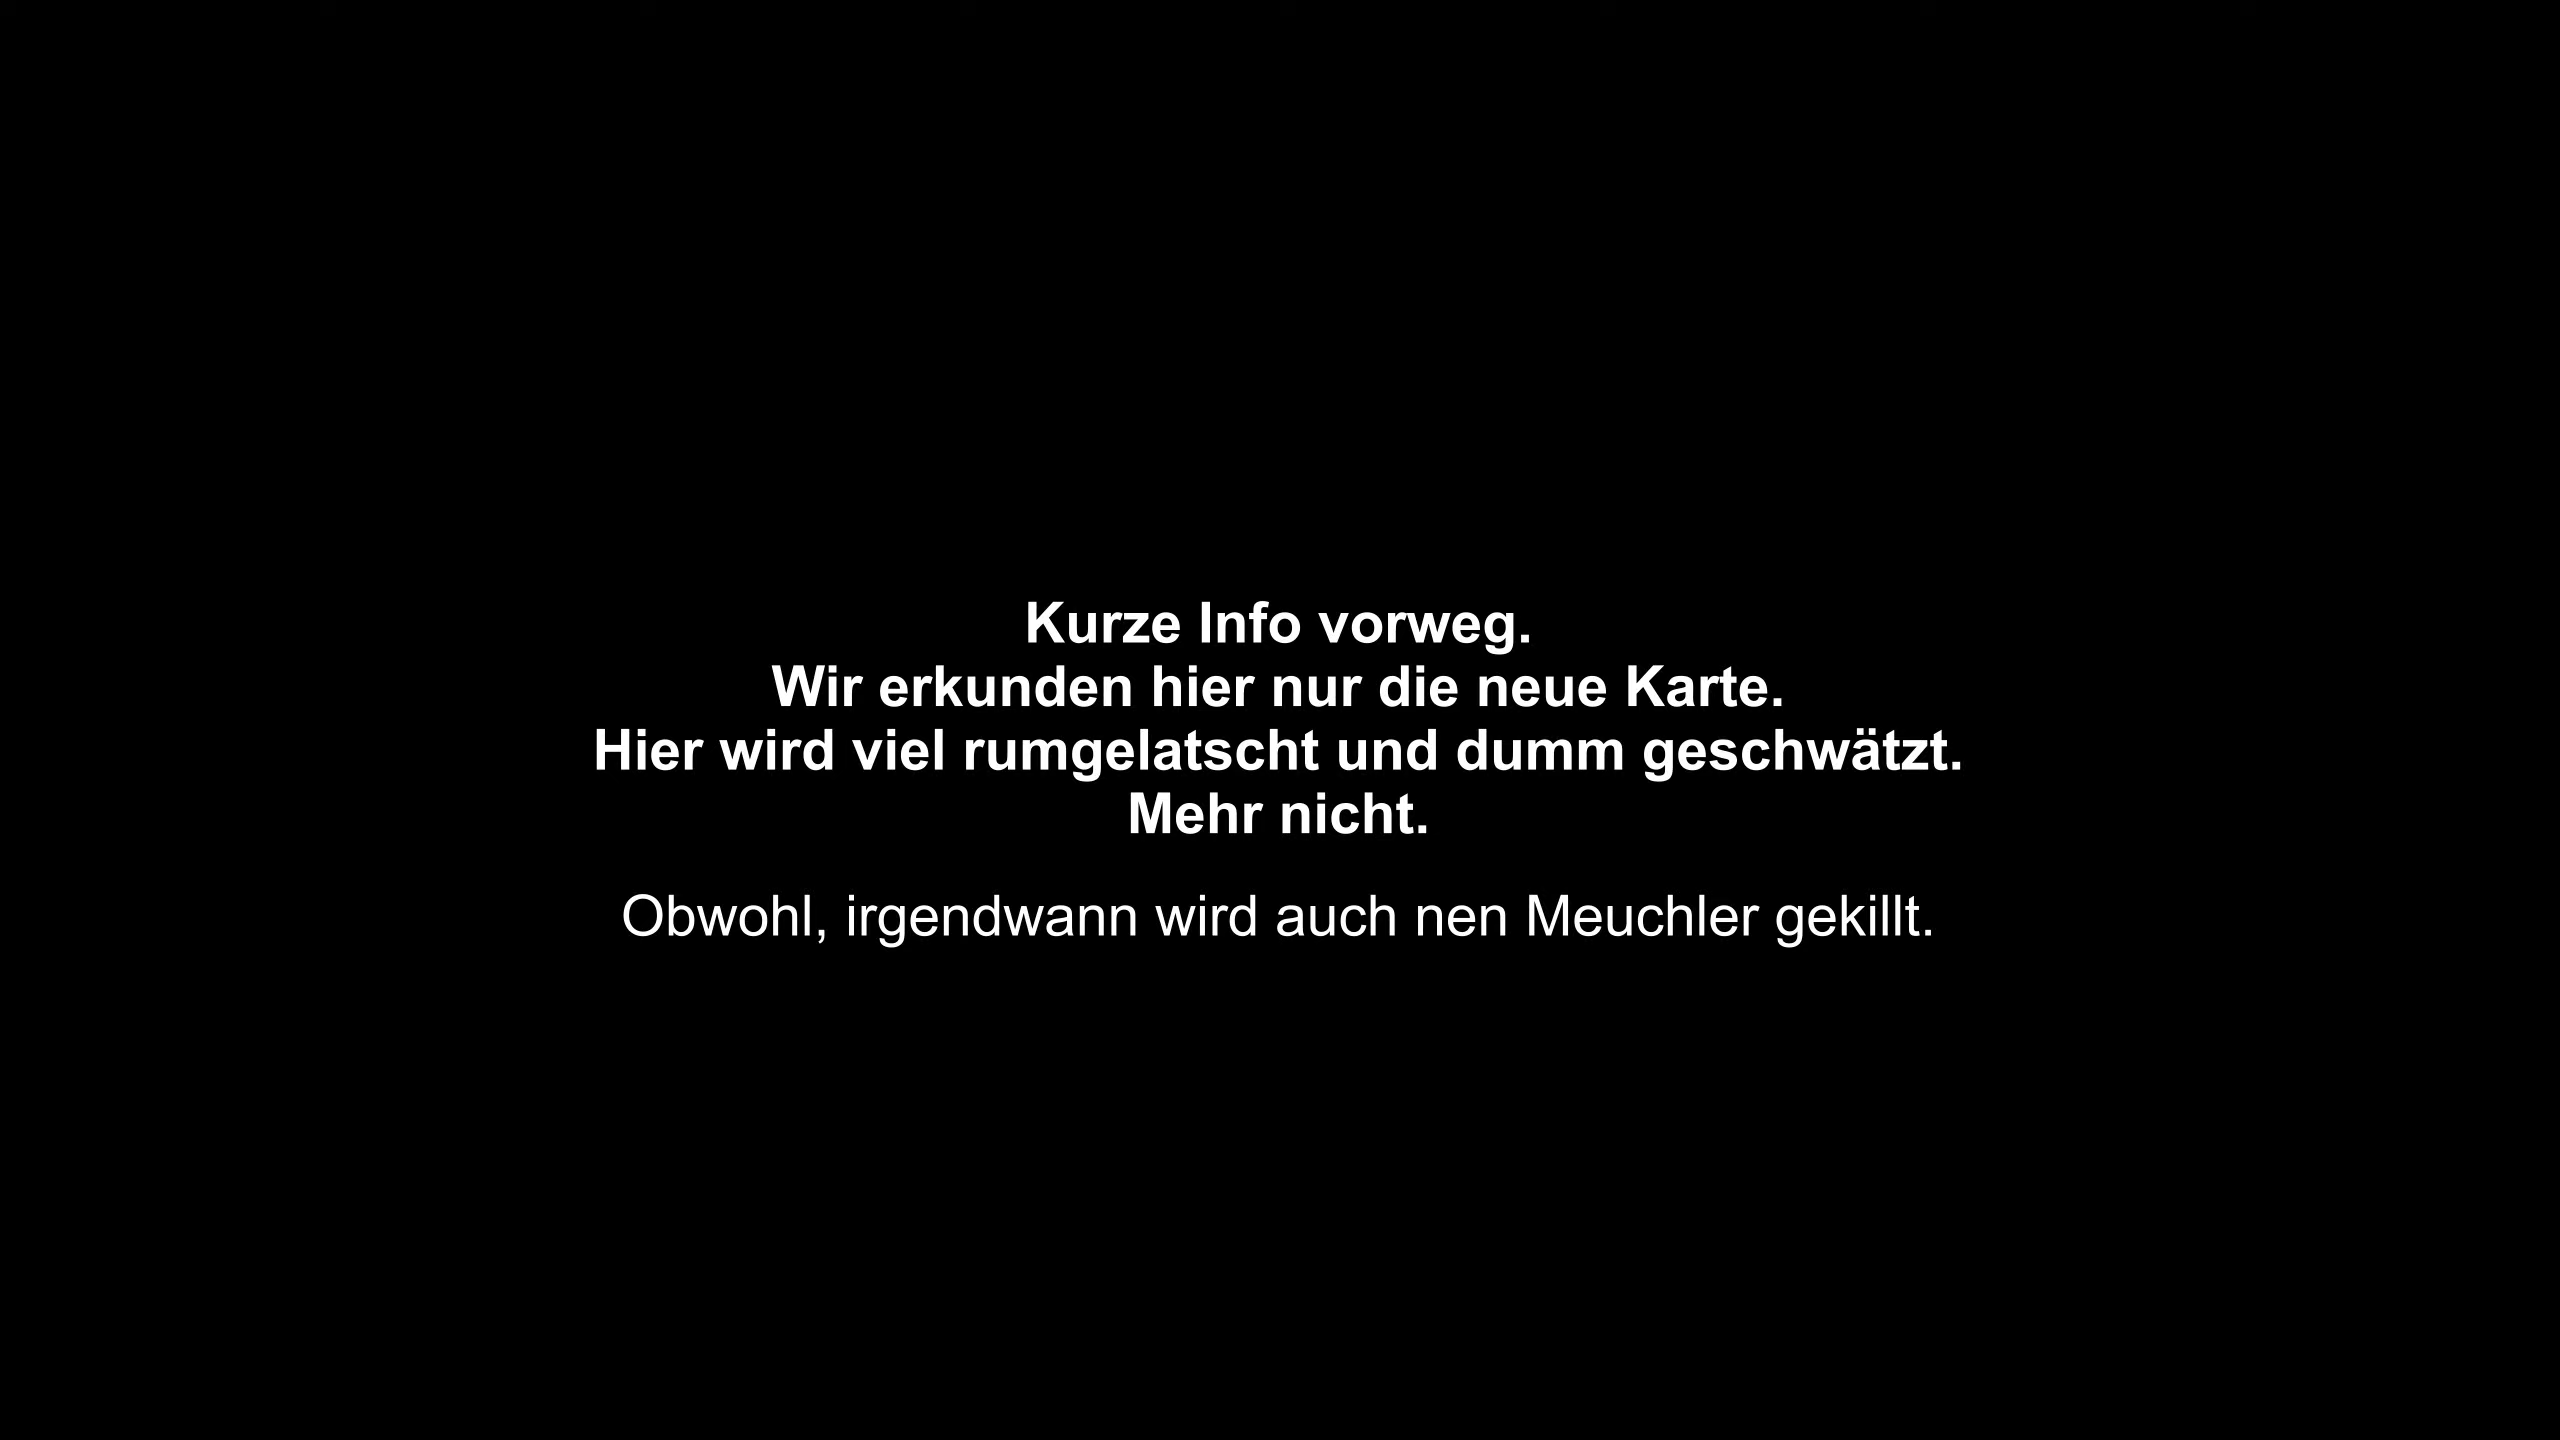 Kurze Info vorweg.
Wir erkunden hier nur die neue Karte.
Hier wird viel rumgelatscht und dumm geschwätzt.
Mehr nicht.
Obwohl, irgendwann wird auch nen Meuchler gekillt.